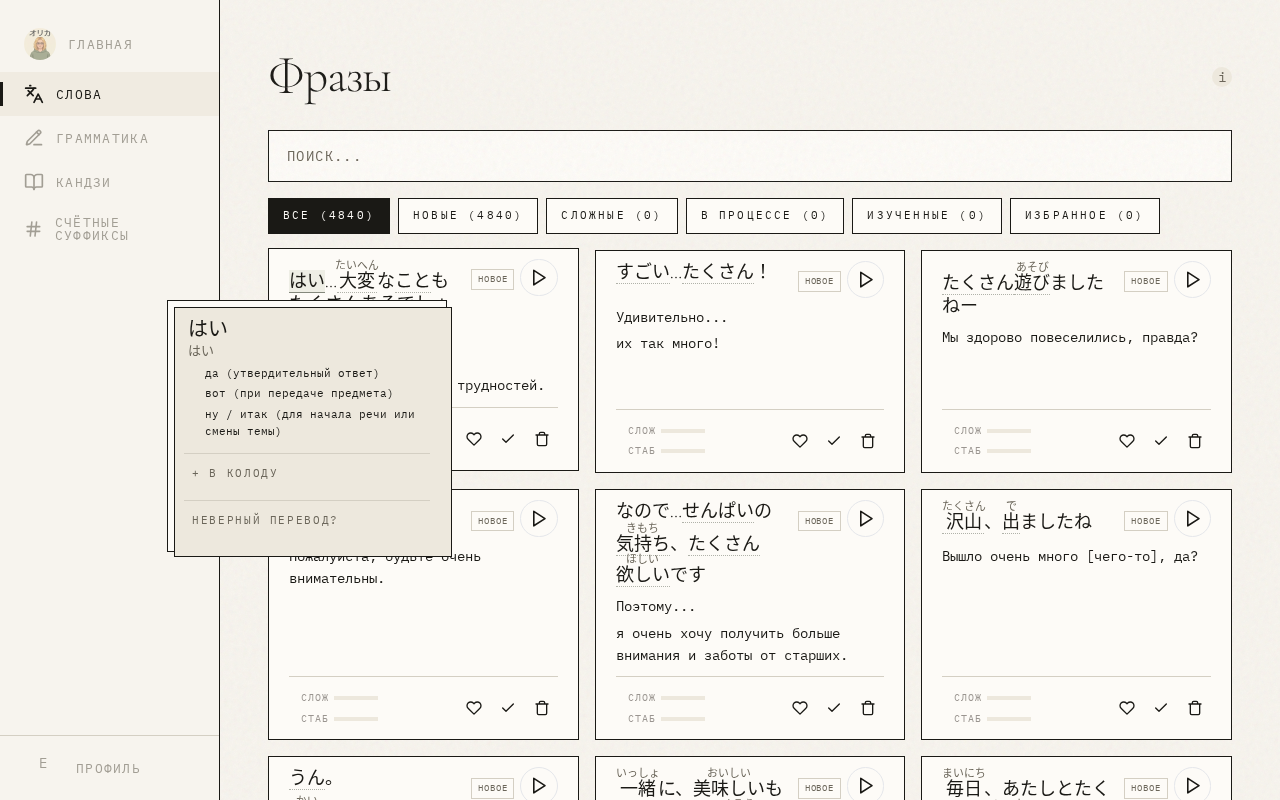 オリカ
ГЛАВНАЯ
СЛОВА
ГРАММАТИКА
КАНДЗИ
СЧЁТНЫЕ
СУФФИКСЫ
E
ПРОФИЛЬ
Фразы
i
ПОИСК...
ВСЕ (4840)
НОВЫЕ (4840)
СЛОЖНЫЕ (0)
В ПРОЦЕССЕ (0)
ИЗУЧЕННЫЕ (0)
ИЗБРАННОЕ (0)
たいへん
はい…大変なことも
НОВОЕ
трудностей.
はい
はい
да (утвердительный ответ)
вот (при передаче предмета)
ну / итак (для начала речи или
смены темы)
+ В КОЛОДУ
НЕВЕРНЫЙ ПЕРЕВОД?
すごい…たくさん！
НОВОЕ
Удивительно...
их так много!
СЛОЖ
СТАБ
あそび
たくさん遊びました
ねー
НОВОЕ
Мы здорово повеселились, правда?
СЛОЖ
СТАБ
НОВОЕ
Пожалуйста, будьте очень
внимательны.
СЛОЖ
СТАБ
なので…せんぱいの
きもち
気持ち、たくさん
ほしい
欲しいです
НОВОЕ
Поэтому...
я очень хочу получить больше
внимания и заботы от старших.
СЛОЖ
СТАБ
たくさん で
沢山、出ましたね
НОВОЕ
Вышло очень много [чего-то], да?
СЛОЖ
СТАБ
うん。
НОВОЕ
いっしょ おいしい
一緒に、美味しいも
НОВОЕ
まいにち
毎日、あたしとたく
НОВОЕ